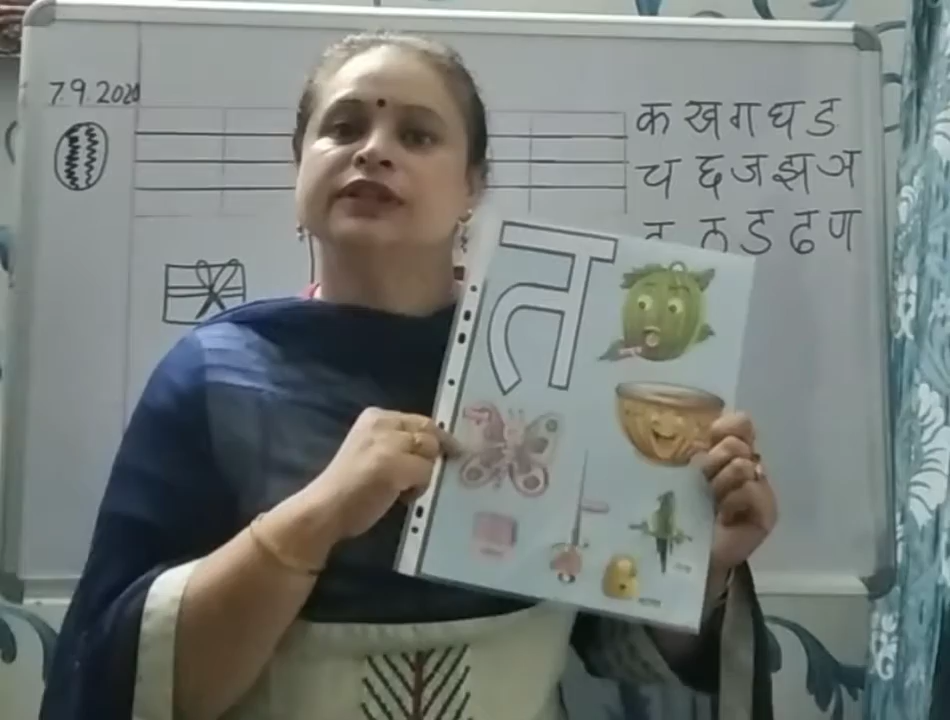 7.9.2020
क ख ग घ ड
च छ ज झ ञ
ट ठ ड ढ ण
त